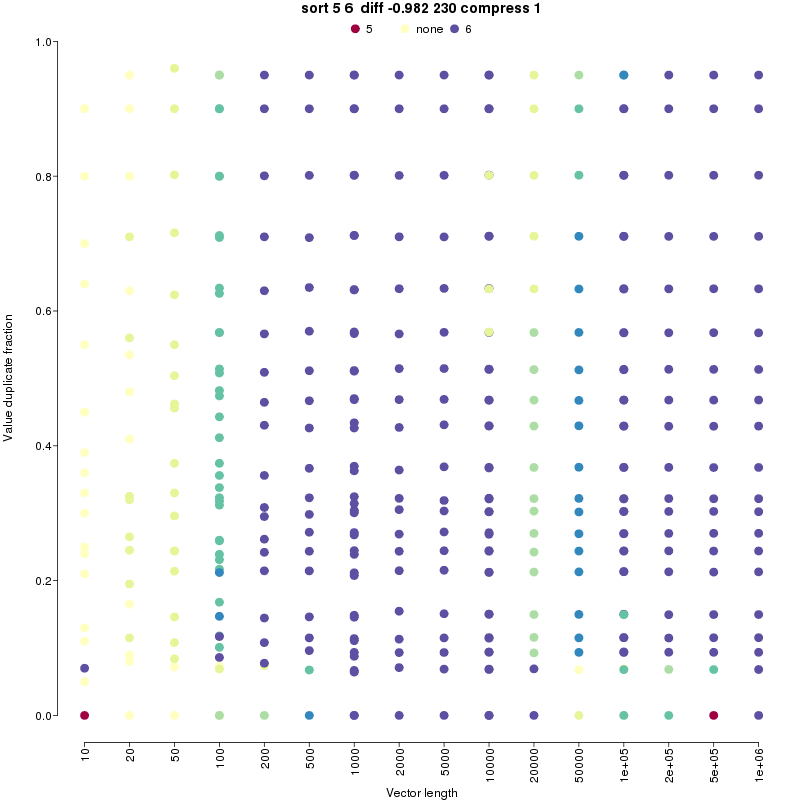 sort 5 6 diff -0.982 230 compress 1
5 none 6
1.0
0.8
0.6
0.4
0.2
0.0
Value duplicate fraction
10 20 50 100 200 500 1000 2000 5000 10000 20000 50000 1e+05 2e+05 5e+05 1e+06
Vector length